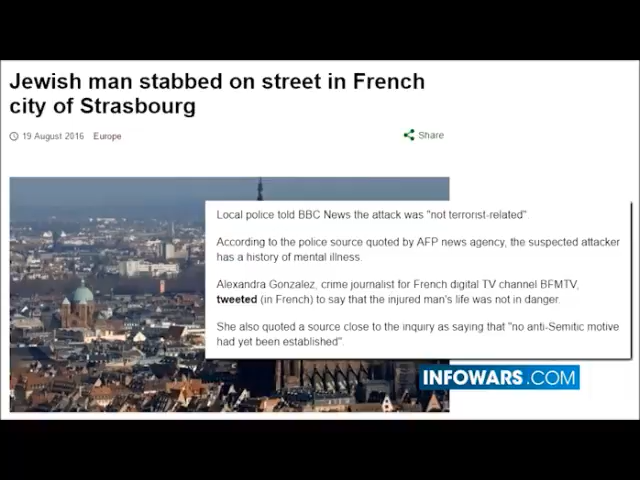 Jewish man stabbed on street in French
city of Strasbourg
19 August 2016 Europe Share
Local police told BBC News the attack was "not terrorist-related".
According to the police source quoted by AFP news agency, the suspected attacker
has a history of mental illness.
Alexandra Gonzalez, crime journalist for French digital TV channel BFMTV,
tweeted (in French) to say that the injured man's life was not in danger.
She also quoted a source close to the inquiry as saying that "no anti-Semitic motive
had yet been established".
INFOWARS.COM